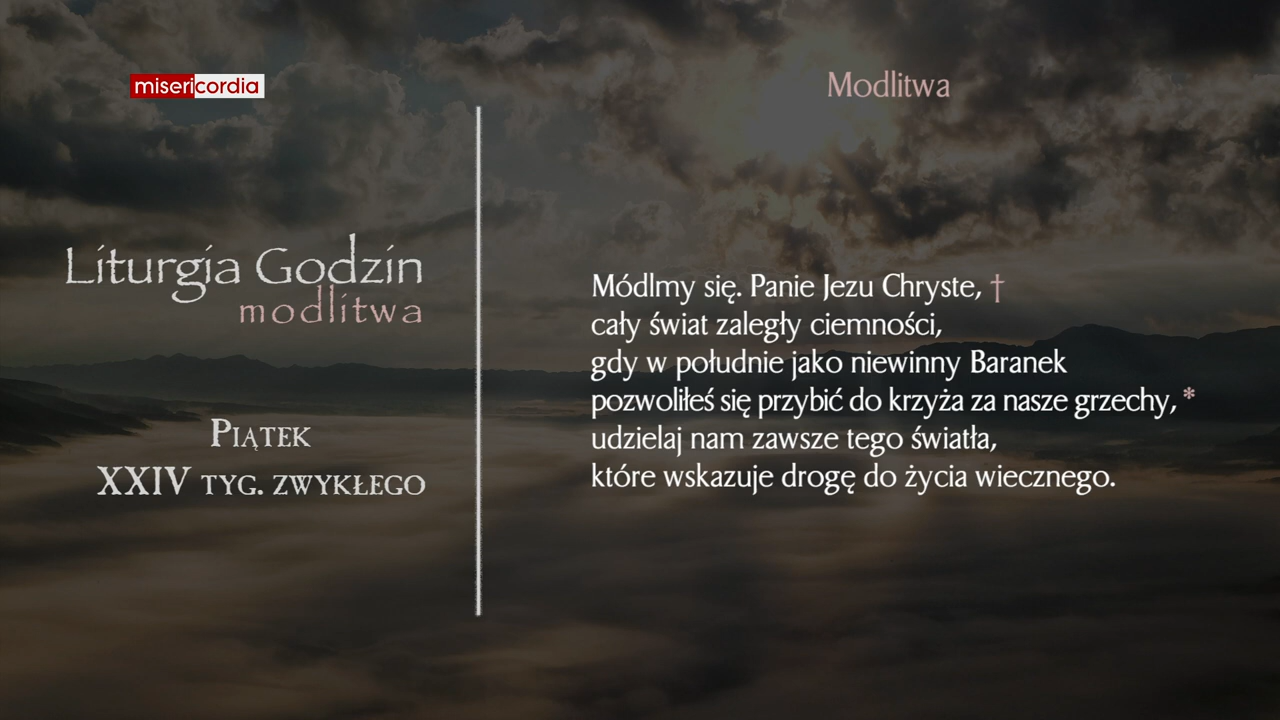 misericordia
Liturgia Godzin
modlitwa
Piątek
XXIV tyg. zwykłego
Modlitwa
Módlmy się. Panie Jezu Chryste, †
cały świat zaległy ciemności,
gdy w południe jako niewinny Baranek
pozwoliłeś się przybić do krzyża za nasze grzechy, *
udzielaj nam zawsze tego światła,
które wskazuje drogę do życia wiecznego.